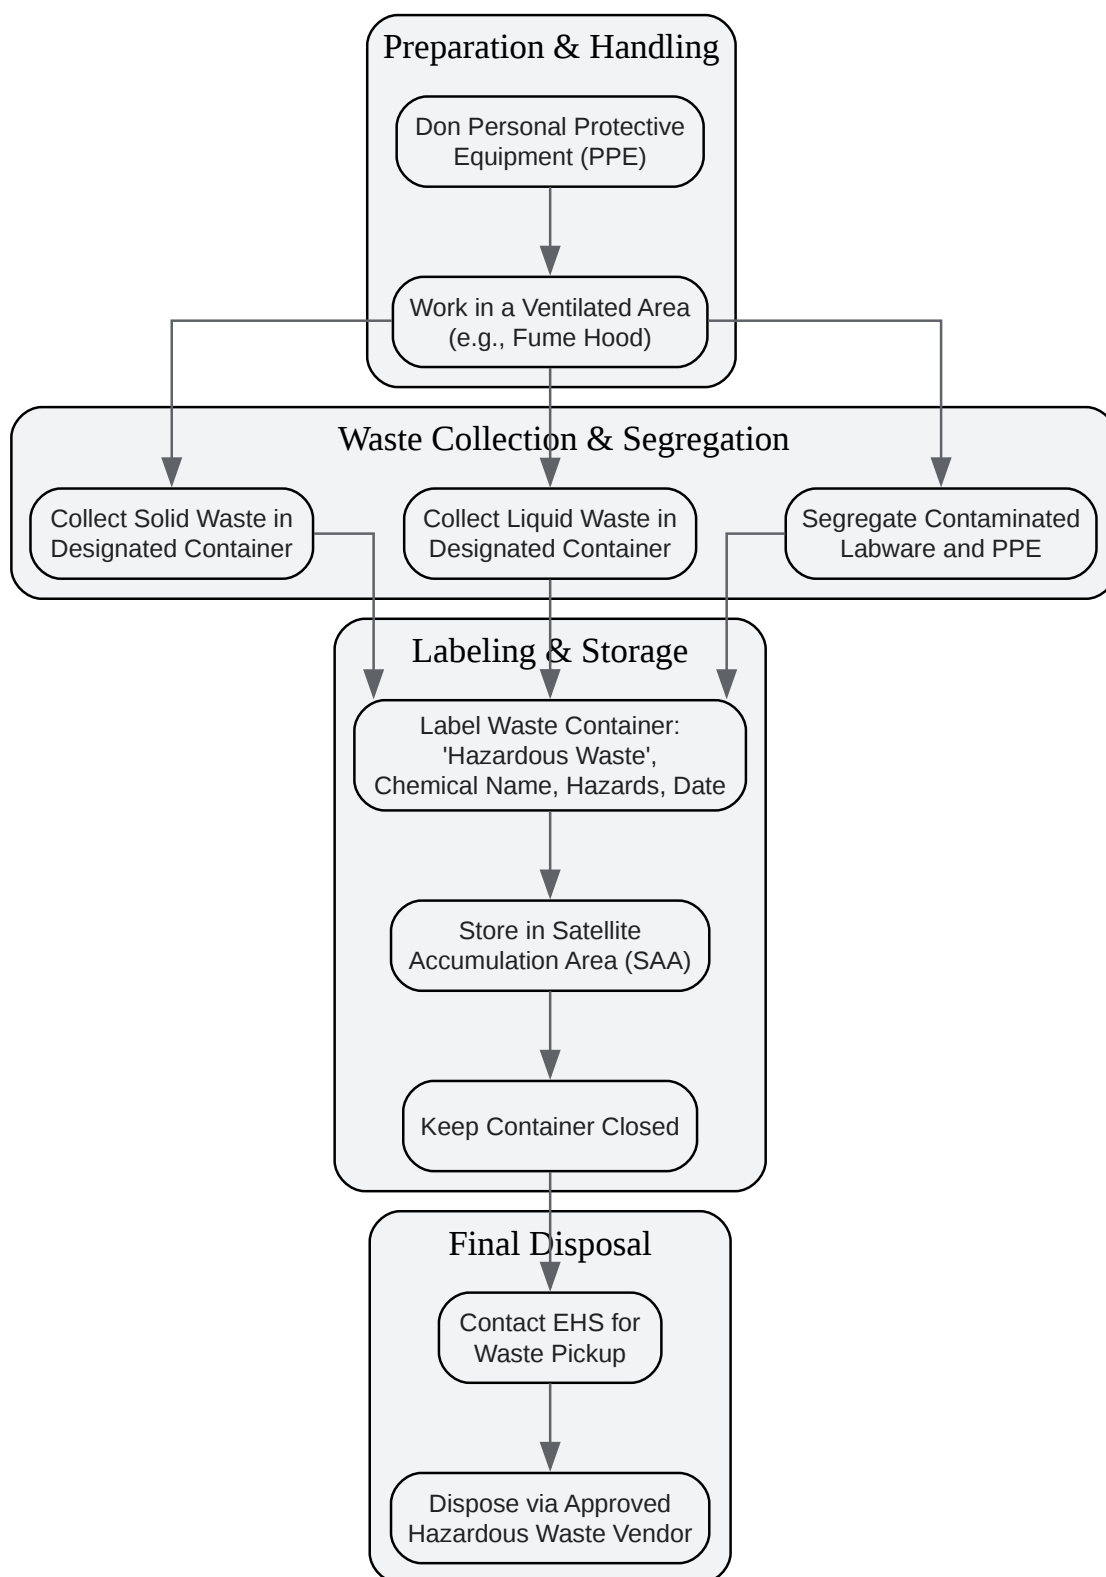 Preparation & Handling
Don Personal Protective
Equipment (PPE)
Work in a Ventilated Area
(e.g., Fume Hood)
Waste Collection & Segregation
Collect Solid Waste in
Designated Container
Collect Liquid Waste in
Designated Container
Segregate Contaminated
Labware and PPE
Labeling & Storage
Label Waste Container:
'Hazardous Waste',
Chemical Name, Hazards, Date
Store in Satellite
Accumulation Area (SAA)
Keep Container Closed
Final Disposal
Contact EHS for
Waste Pickup
Dispose via Approved
Hazardous Waste Vendor